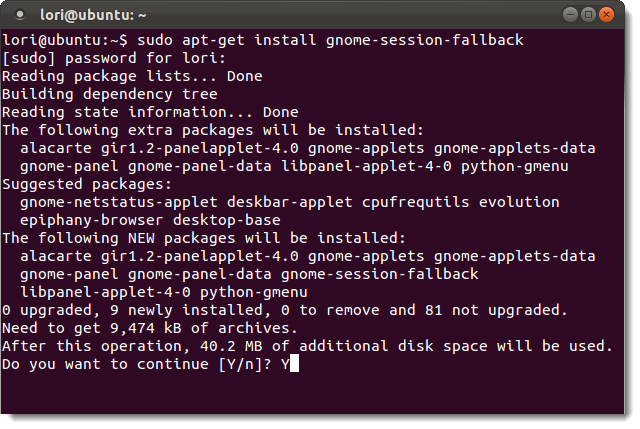 lori@ubuntu: ~
lori@ubuntu:~$ sudo apt-get install gnome-session-fallback
[sudo] password for lori:
Reading package lists... Done
Building dependency tree
Reading state information... Done
The following extra packages will be installed:
  alacarte gir1.2-panelapplet-4.0 gnome-applets gnome-applets-data
  gnome-panel gnome-panel-data libpanel-applet-4-0 python-gmenu
Suggested packages:
  gnome-netstatus-applet deskbar-applet cpufrequtils evolution
  epiphany-browser desktop-base
The following NEW packages will be installed:
  alacarte gir1.2-panelapplet-4.0 gnome-applets gnome-applets-data
  gnome-panel gnome-panel-data gnome-session-fallback
  libpanel-applet-4-0 python-gmenu
0 upgraded, 9 newly installed, 0 to remove and 81 not upgraded.
Need to get 9,474 kB of archives.
After this operation, 40.2 MB of additional disk space will be used.
Do you want to continue [Y/n]? Y